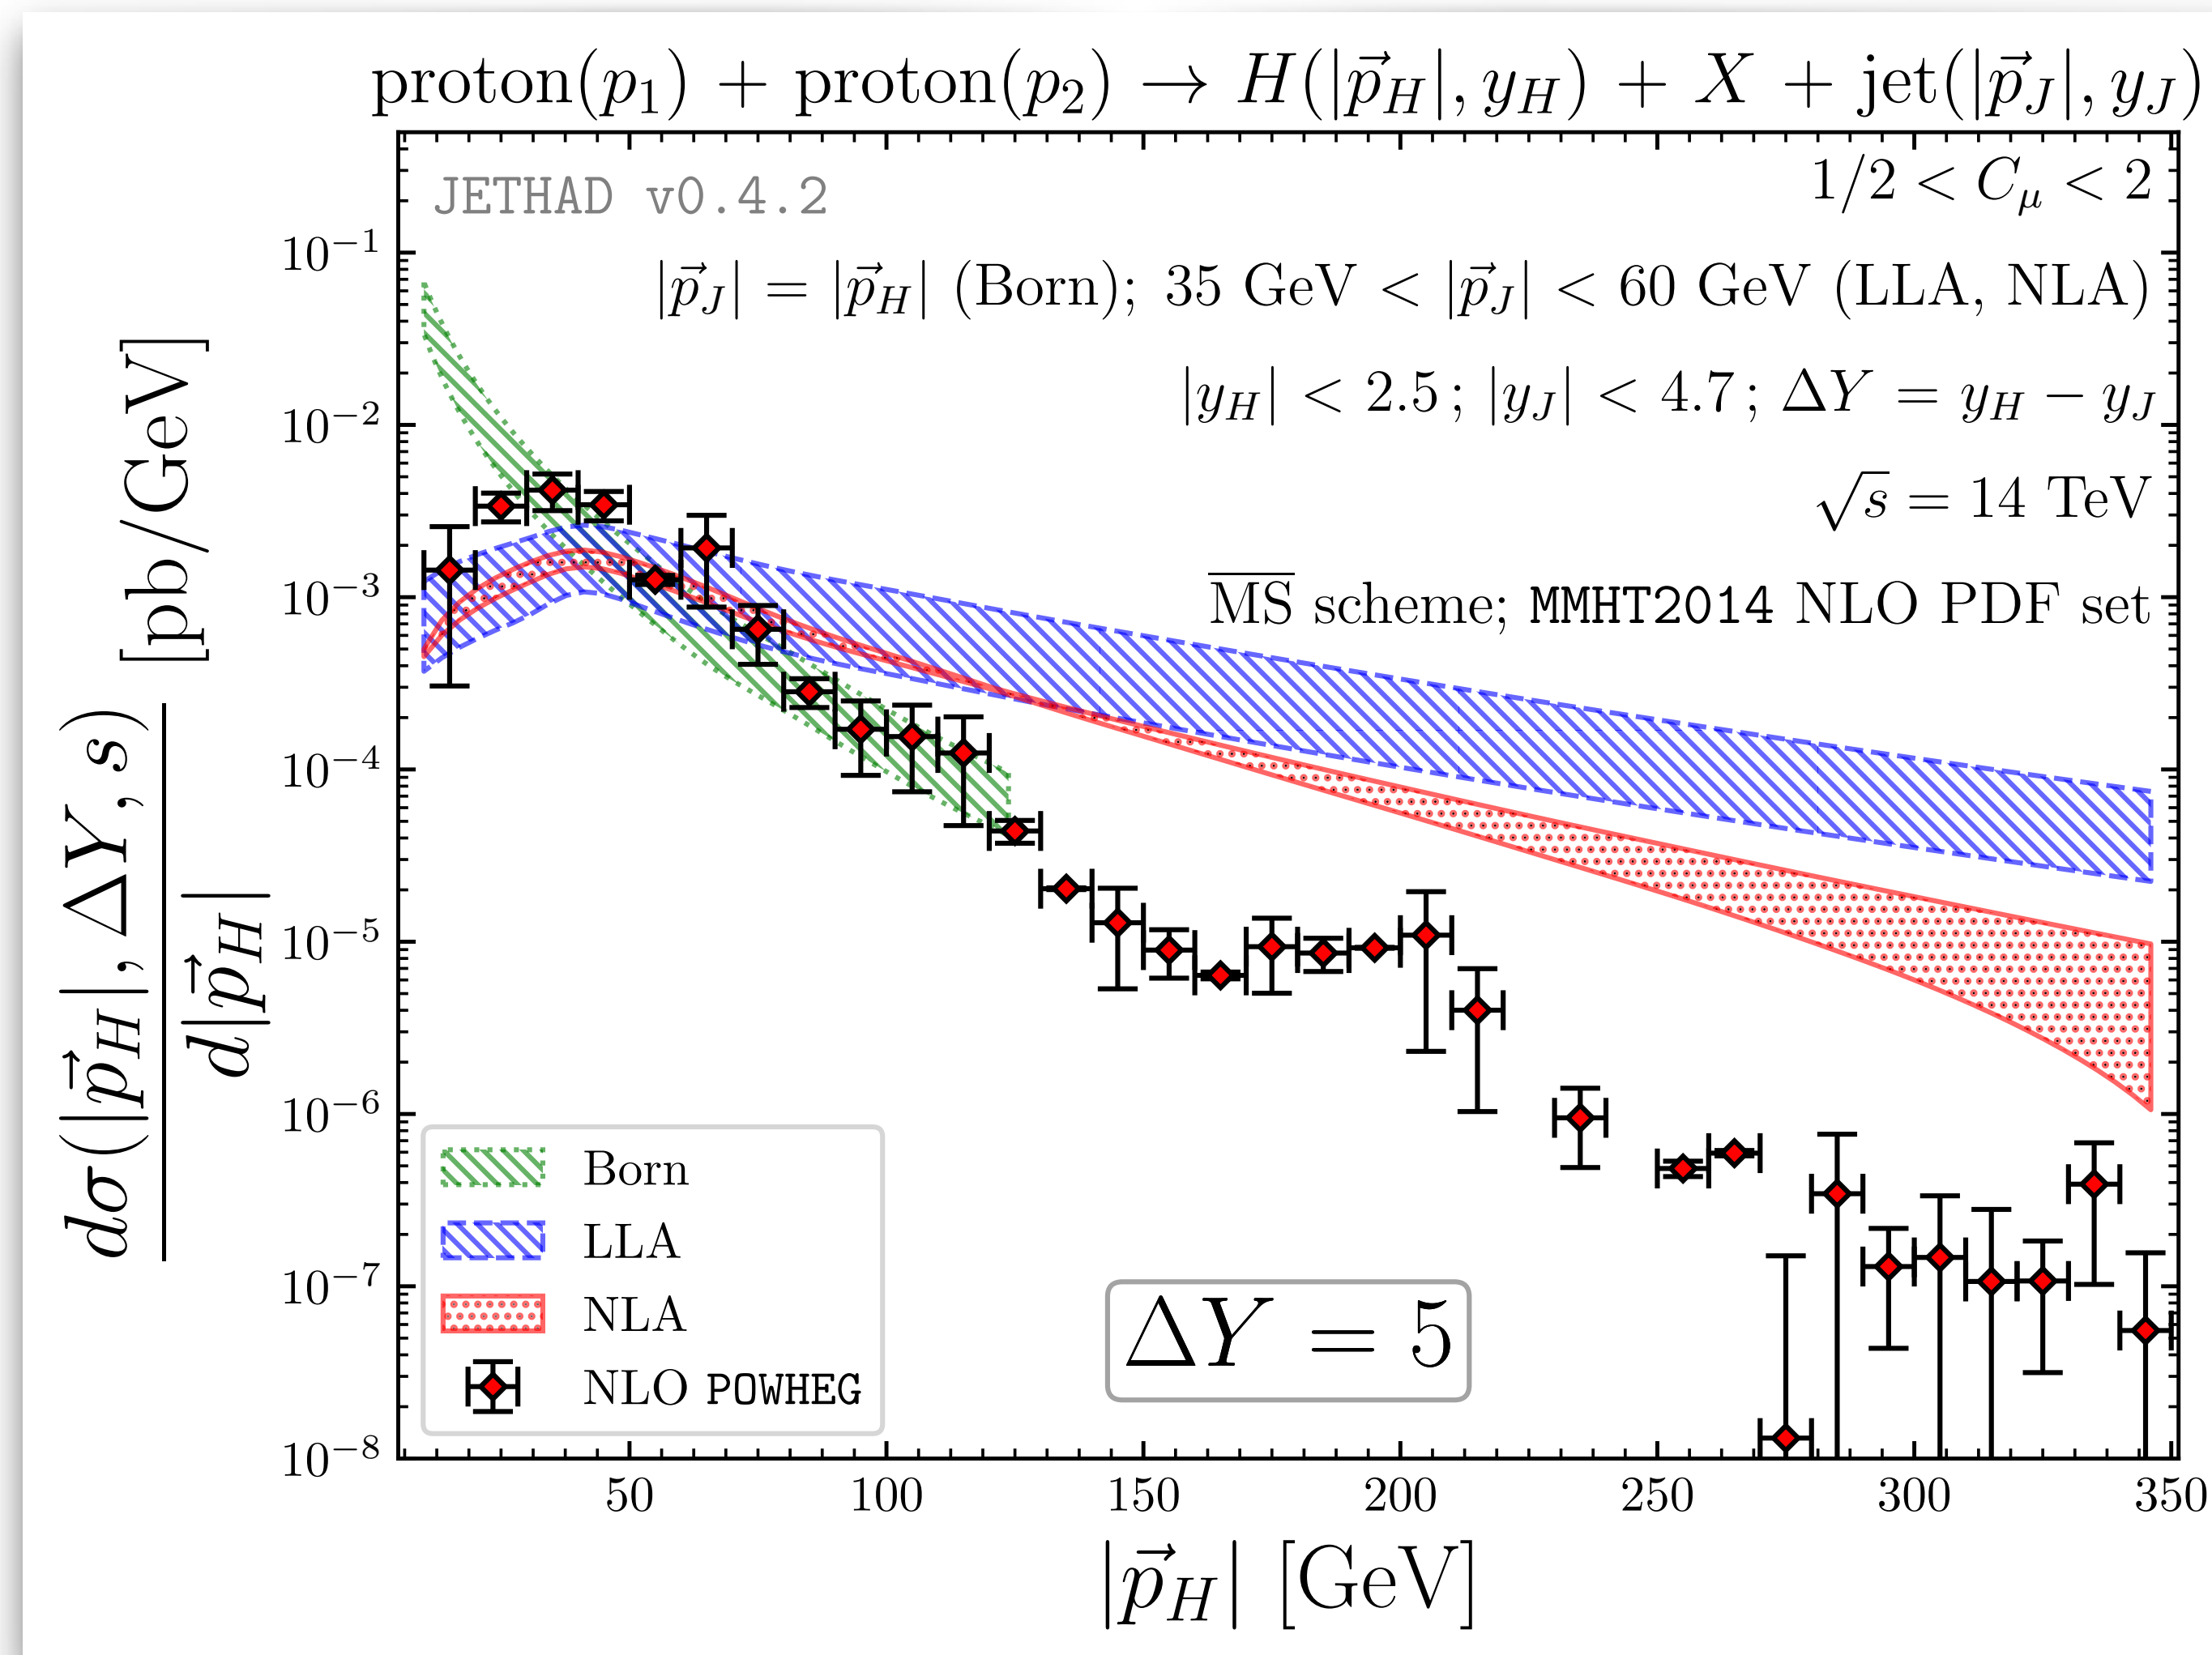 proton(p₁) + proton(p₂) → H(|p⃗_H|, y_H) + X + jet(|p⃗_J|, y_J)
JETHAD v0.4.2
1/2 < C_μ < 2
|p⃗_J| = |p⃗_H| (Born); 35 GeV < |p⃗_J| < 60 GeV (LLA, NLA)
|y_H| < 2.5 ; |y_J| < 4.7 ; ΔY = y_H − y_J
√s = 14 TeV
M̅S̅ scheme; MMHT2014 NLO PDF set
dσ(|p⃗_H|, ΔY, s)
d|p⃗_H|
[pb/GeV]
10⁻¹
10⁻²
10⁻³
10⁻⁴
10⁻⁵
10⁻⁶
10⁻⁷
10⁻⁸
Born
LLA
NLA
NLO POWHEG
ΔY = 5
50 100 150 200 250 300 350
|p⃗_H| [GeV]